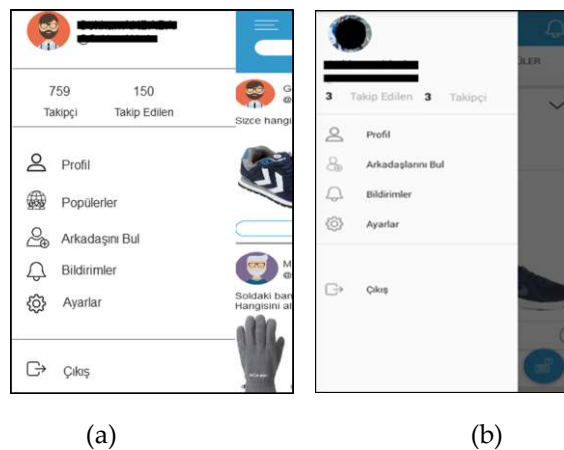 759 150
Takipçi Takip Edilen
Profil
Popülerler
Arkadaşını Bul
Bildirimler
Ayarlar
Çıkış
G
@
Sizce hangi
M
@
Soldaki
Hangisini al
3 Takip Edilen 3 Takipçi
Profil
Arkadaşlarını Bul
Bildirimler
Ayarlar
Çıkış
ÜLER
(a) (b)